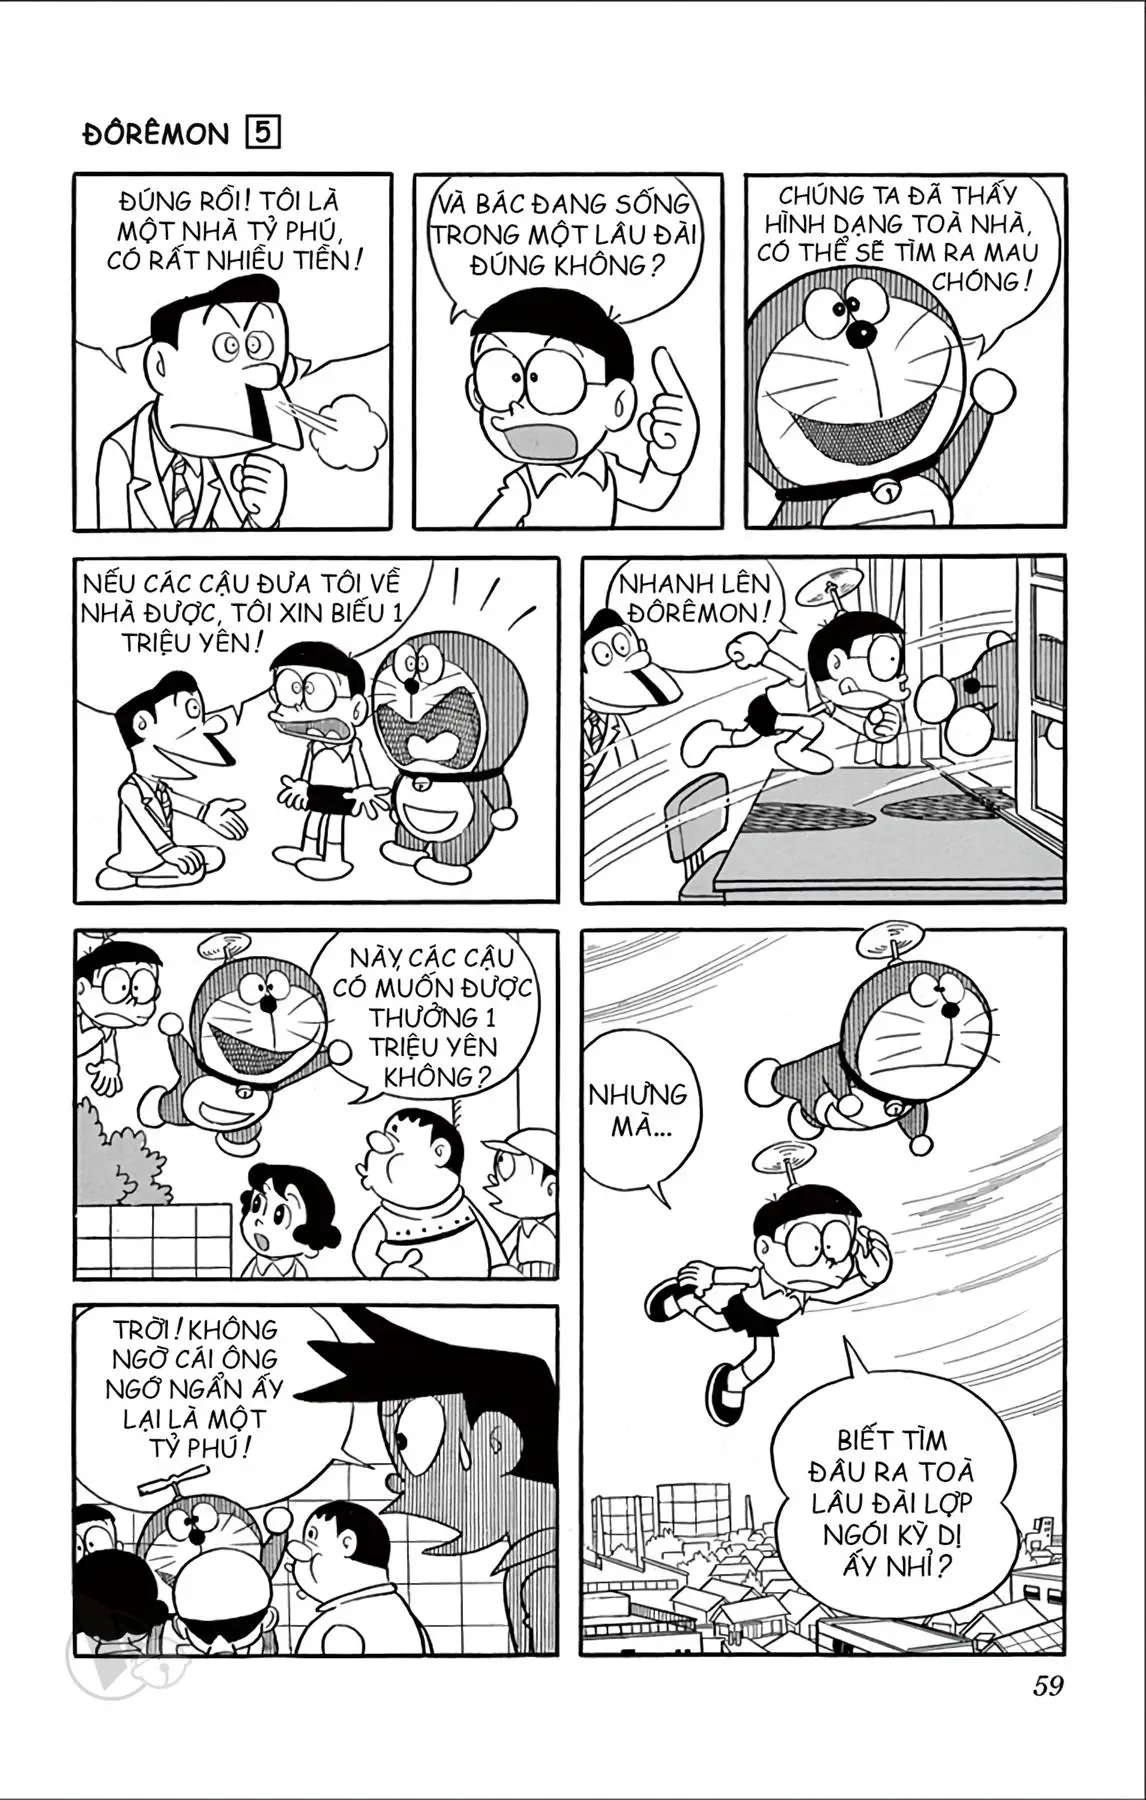 ĐÔRÊMON 5
ĐÚNG RỒI! TÔI LÀ
MỘT NHÀ TỶ PHÚ,
CÓ RẤT NHIỀU TIỀN!
VÀ BÁC ĐANG SỐNG
TRONG MỘT LÂU ĐÀI
ĐÚNG KHÔNG?
CHÚNG TA ĐÃ THẤY
HÌNH DẠNG TOÀ NHÀ,
CÓ THỂ SẼ TÌM RA MAU
CHÓNG!
NẾU CÁC CẬU ĐƯA TÔI VỀ
NHÀ ĐƯỢC, TÔI XIN BIẾU 1
TRIỆU YÊN!
NHANH LÊN
ĐÔRÊMON!
NÀY, CÁC CẬU
CÓ MUỐN ĐƯỢC
THƯỞNG 1
TRIỆU YÊN
KHÔNG?
NHƯNG
MÀ...
BIẾT TÌM
ĐÂU RA TOÀ
LÂU ĐÀI LỢP
NGÓI KỲ DỊ
ẤY NHỈ?
TRỜI! KHÔNG
NGỜ CÁI ÔNG
NGỚ NGẨN ẤY
LẠI LÀ MỘT
TỶ PHÚ!
59